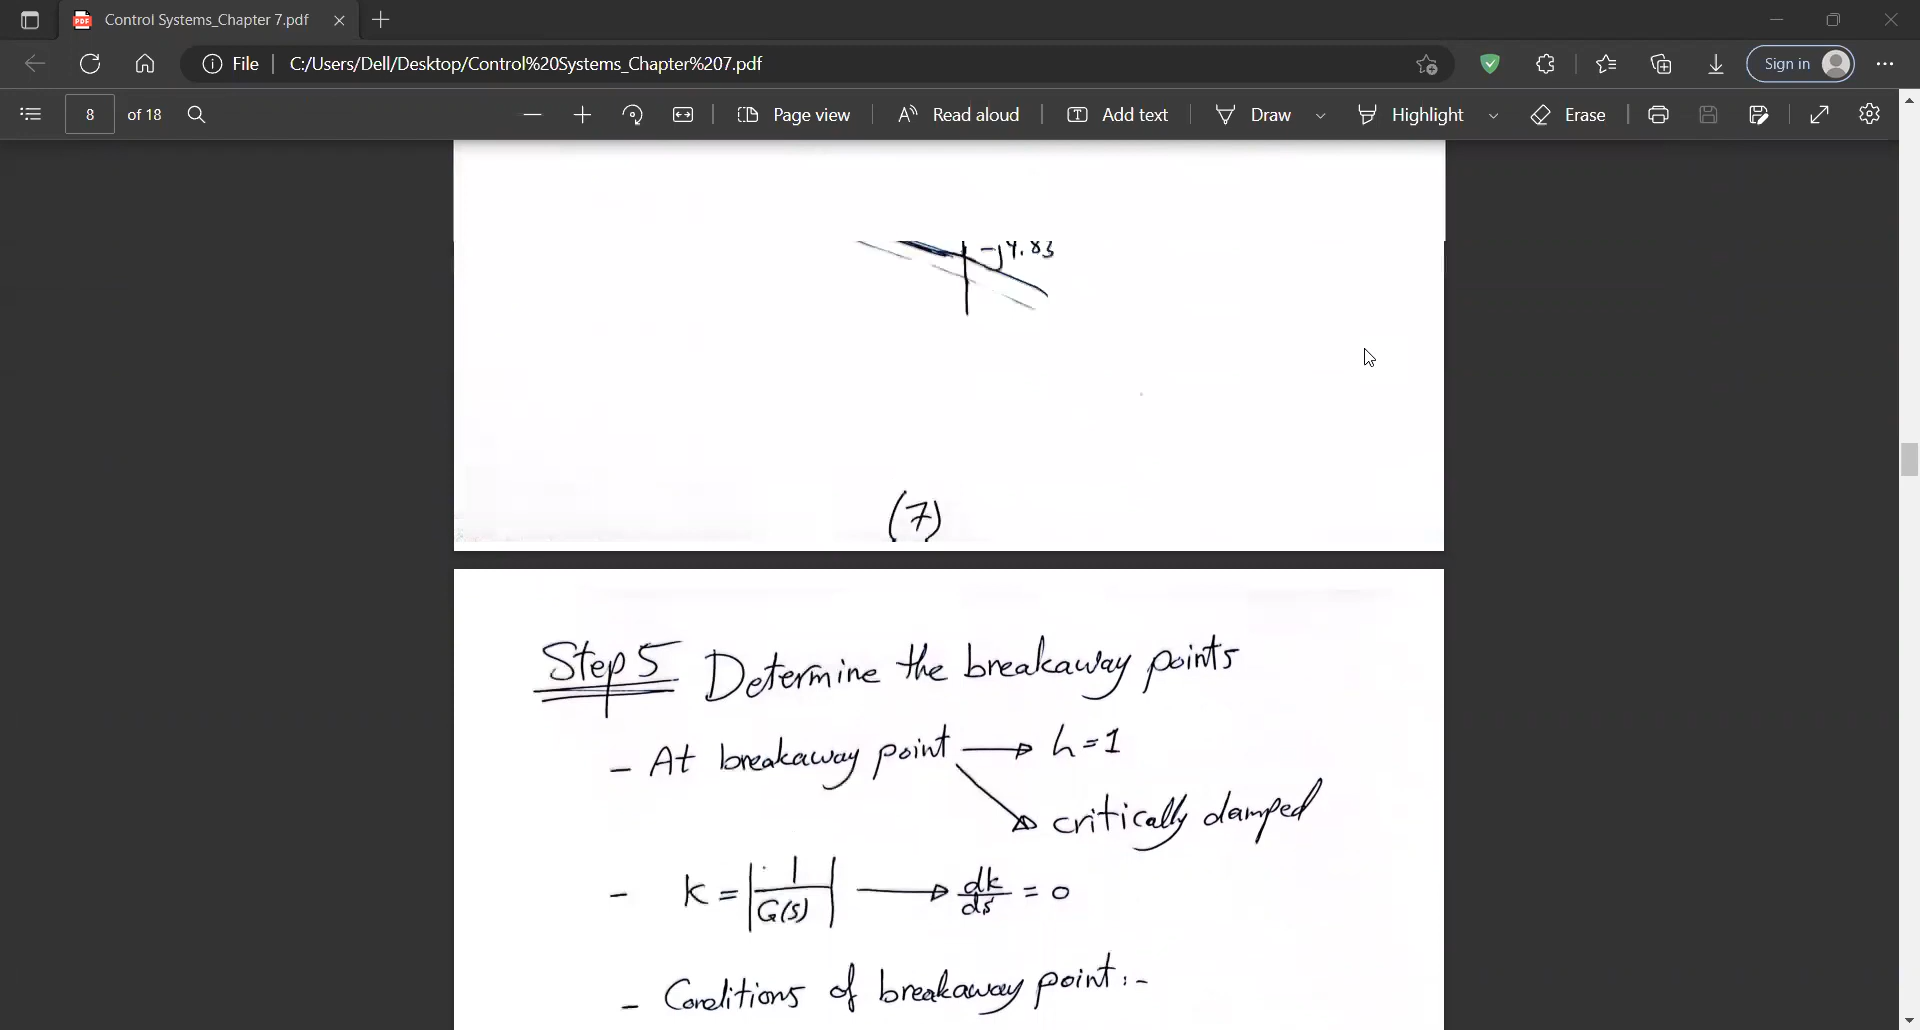 Control Systems_Chapter 7.pdf
File
C:/Users/Dell/Desktop/Control%20Systems_Chapter%207.pdf
Sign in
8 of 18
Page view
Read aloud
Add text
Draw
Highlight
Erase
-j4.83
(7)
Step 5 Determine the breakaway points
- At breakaway point → h=1
critically damped
- K = |1/G(s)| → dk/ds = 0
- Conditions of breakaway point:-